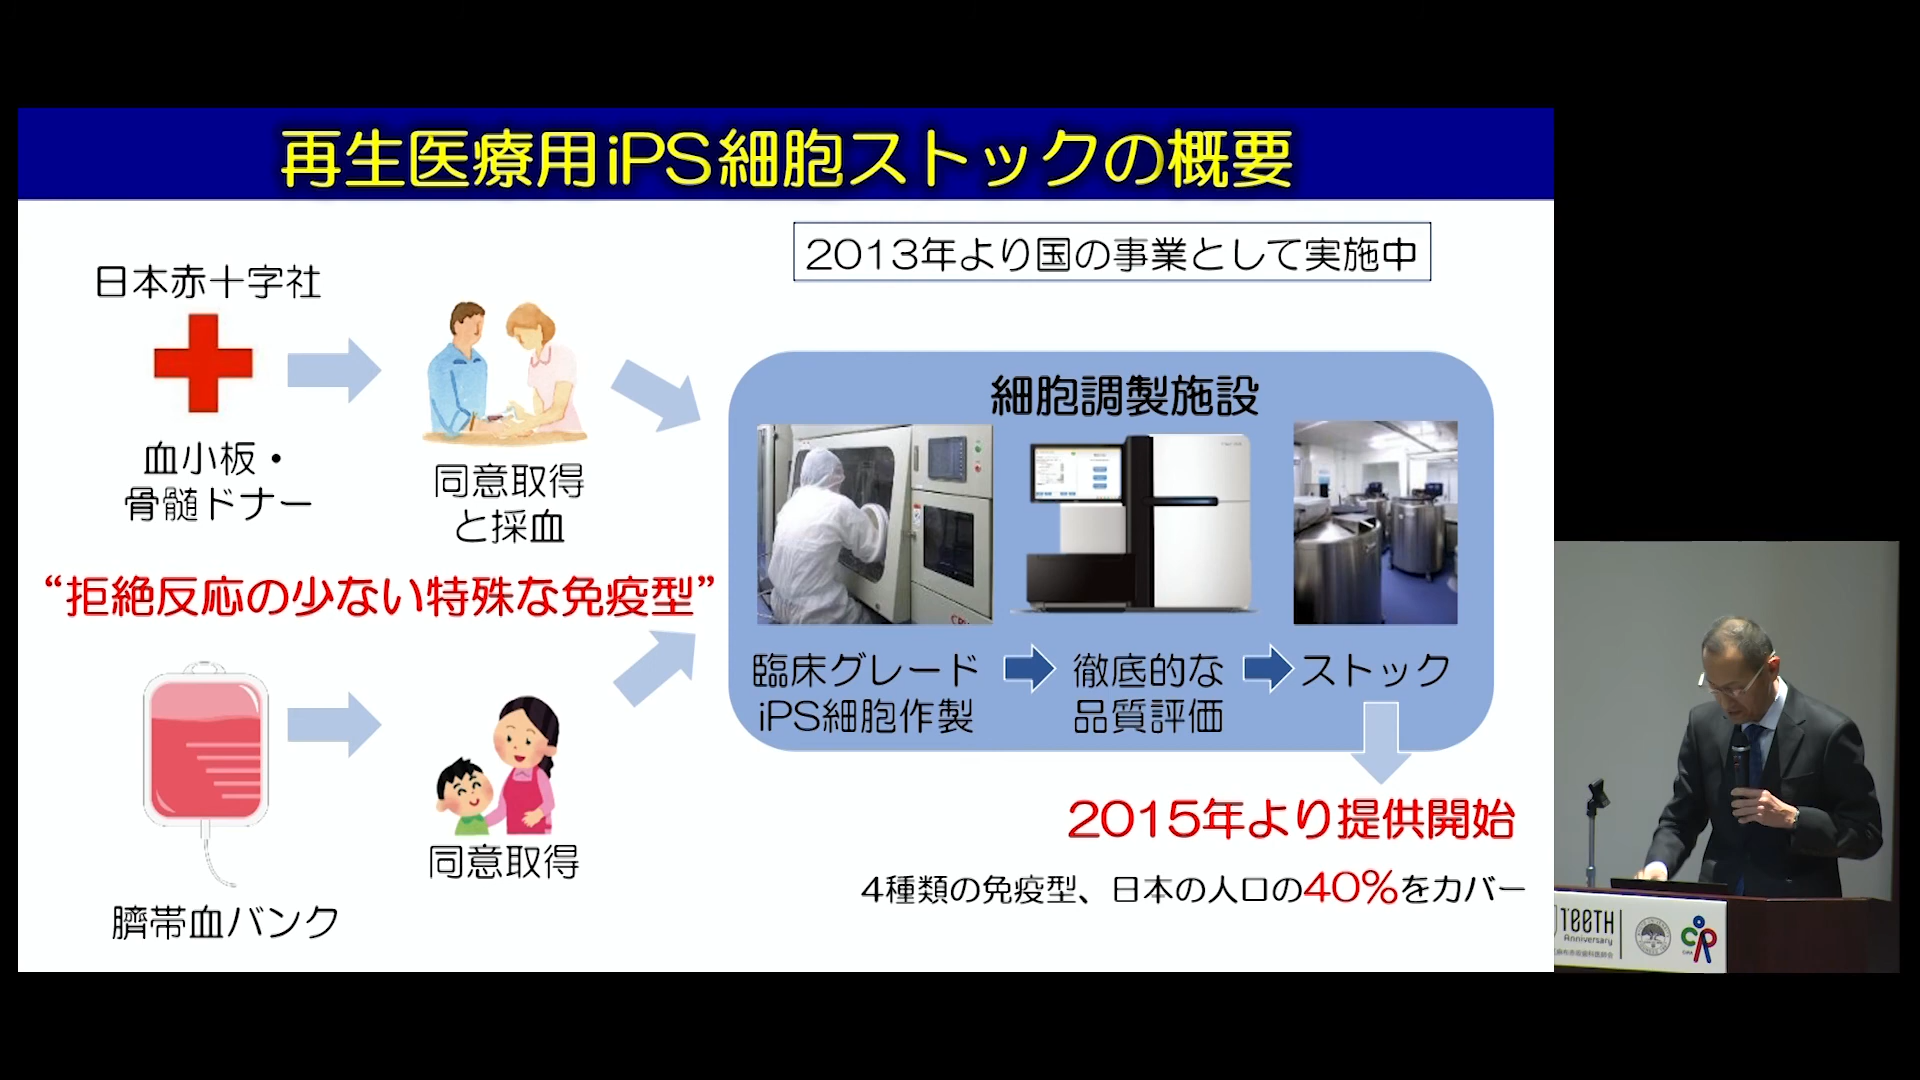 再生医療用iPS細胞ストックの概要
2013年より国の事業として実施中
日本赤十字社
血小板・
骨髄ドナー
同意取得
と採血
“拒絶反応の少ない特殊な免疫型”
臍帯血バンク
同意取得
細胞調製施設
臨床グレード
iPS細胞作製
徹底的な
品質評価
ストック
2015年より提供開始
4種類の免疫型、日本の人口の40%をカバー
100TH
Anniversary